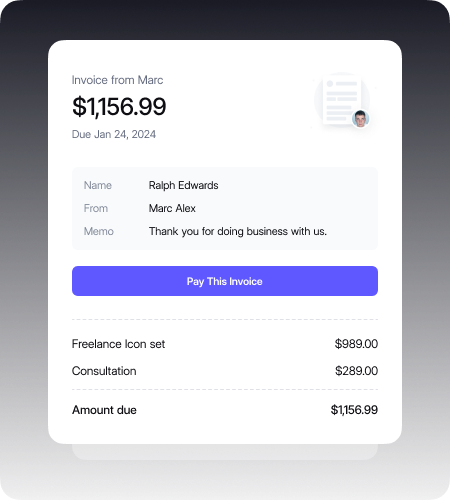 Invoice from Marc
$1,156.99
Due Jan 24, 2024
Name Ralph Edwards
From Marc Alex
Memo Thank you for doing business with us.
Pay This Invoice
Freelance Icon set $989.00
Consultation $289.00
Amount due $1,156.99